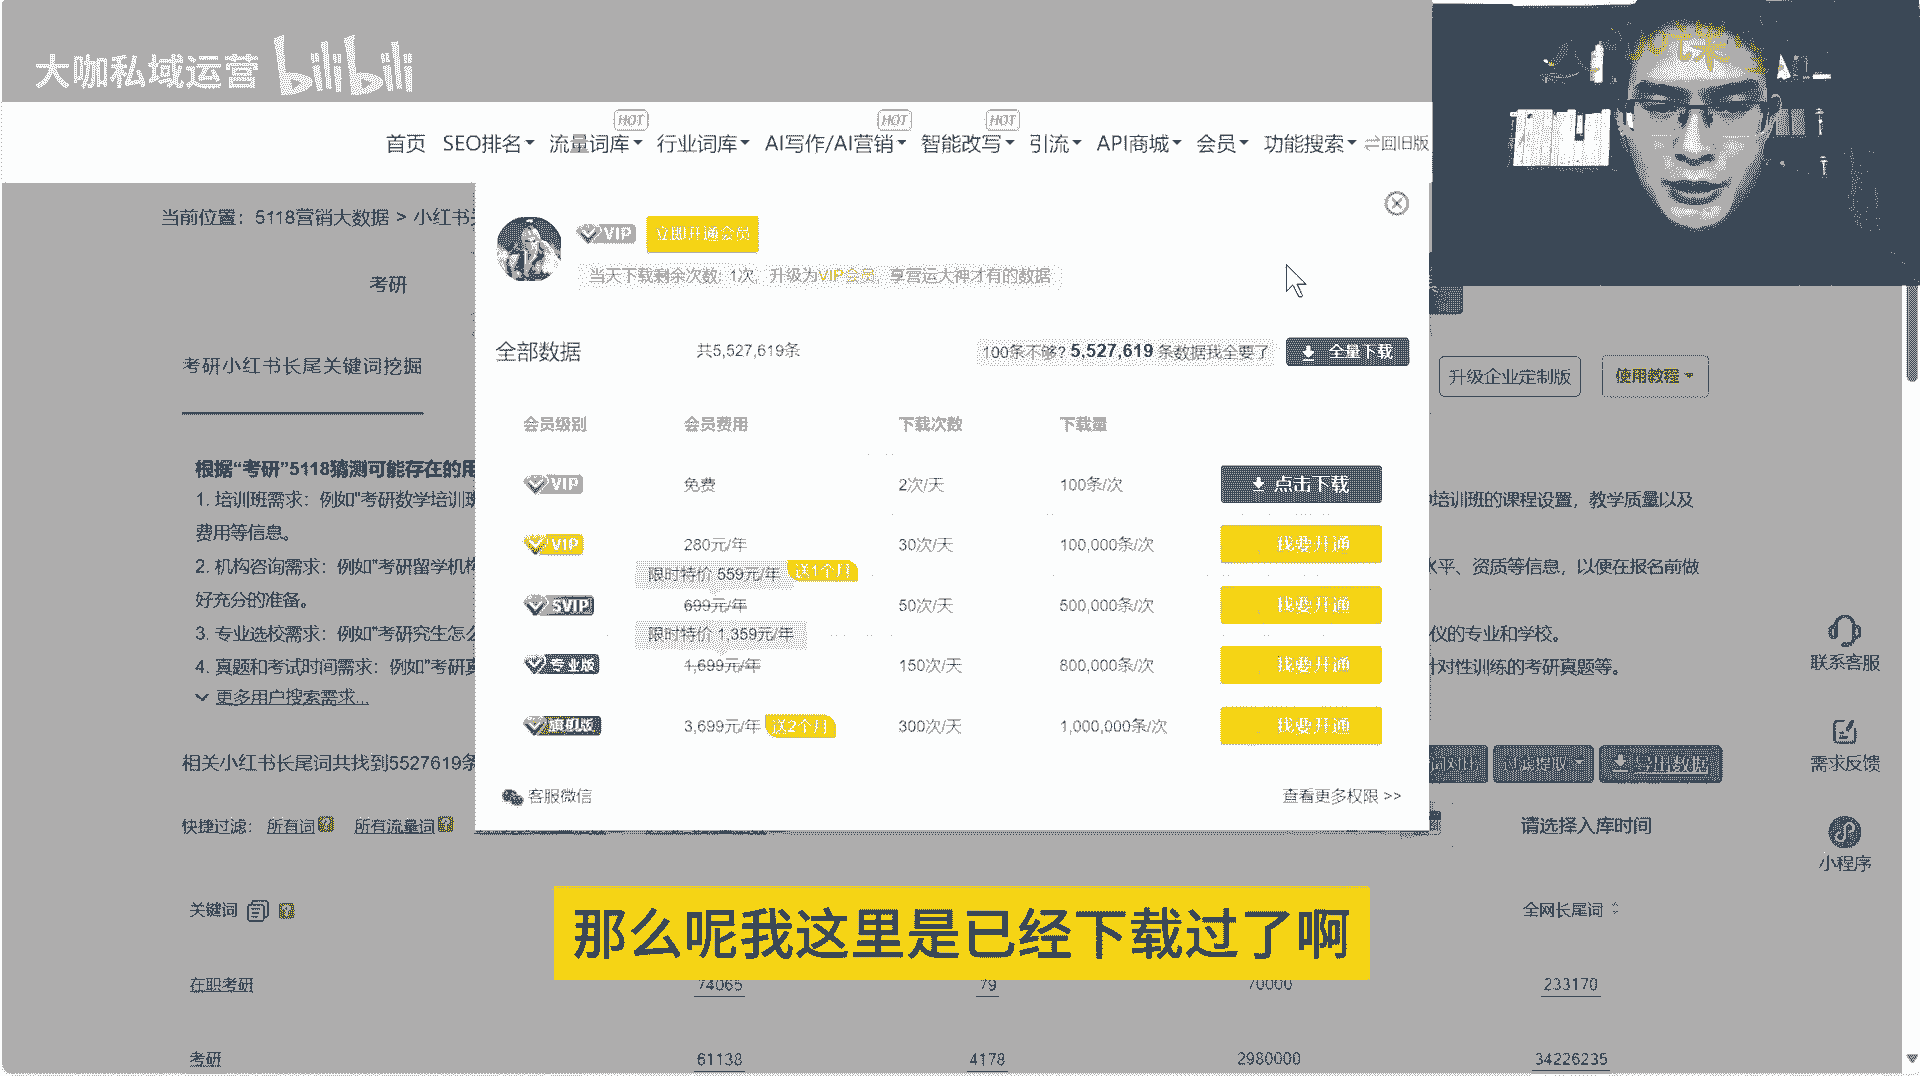 大咖私域运营 bilibili
HOT HOT HOT
首页 SEO排名 流量词库 行业词库 AI写作/AI营销 智能改写 引流 API商城 会员 功能搜索 回旧版
当前位置：5118营销大数据 > 小红书
VIP 立即开通会员
当天下载剩余次数: 1次, 升级为VIP会员, 享营运大神才有的数据
考研
全部数据 共5,527,619条 100条不够? 5,527,619 条数据我全要了 全量下载
考研小红书长尾关键词挖掘
升级企业定制版 使用教程
会员级别 会员费用 下载次数 下载量
根据“考研”5118猜测可能存在的用
VIP 免费 2次/天 100条/次 点击下载
1. 培训班需求：例如“考研数学培训班
培训班的课程设置，教学质量以及
费用等信息。
VIP 280元/年 30次/天 100,000条/次 我要开通
2. 机构咨询需求：例如“考研留学机构
水平、资质等信息，以便在报名前做
限时特价 559元/年 送1个月
好充分的准备。
SVIP 699元/年 50次/天 500,000条/次 我要开通
3. 专业选校需求：例如“考研究生怎么
仪的专业和学校。
限时特价 1,359元/年
4. 真题和考试时间需求：例如“考研真
计对性训练的考研真题等。
专业版 1,699元/年 150次/天 800,000条/次 我要开通
更多用户搜索需求...
旗舰版 3,699元/年 送2个月 300次/天 1,000,000条/次 我要开通
联系客服
相关小红书长尾词共找到5527619条
过滤提取 导出数据
需求反馈
客服微信 查看更多权限 >>
快捷过滤： 所有词 所有流量词
请选择入库时间
小程序
关键词 全网长尾词
那么呢我这里是已经下载过了啊
在职考研 74065 79 70000 233170
考研 61138 4178 2980000 34226235